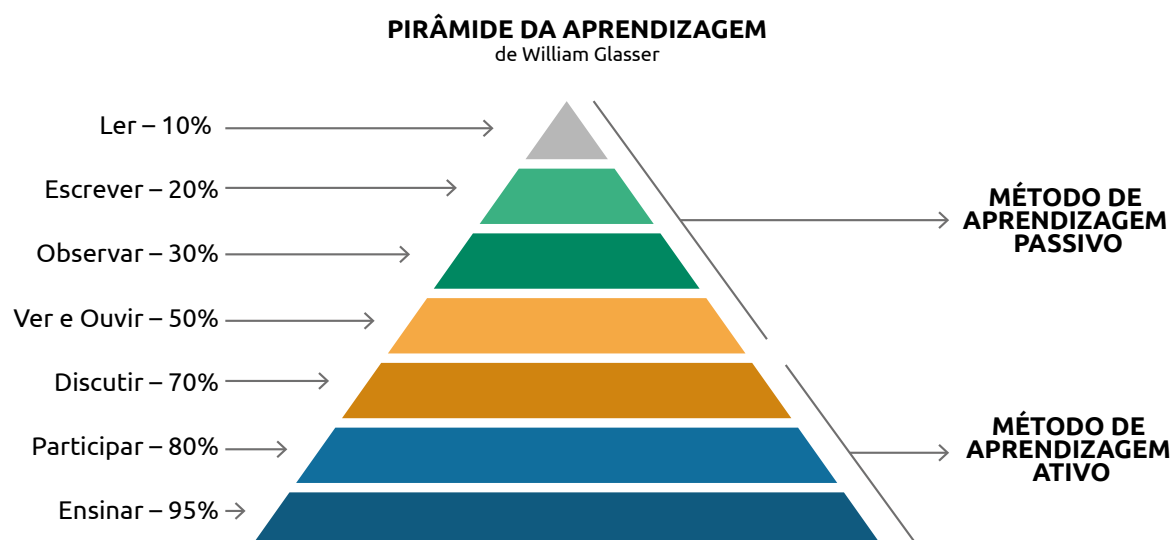 PIRÂMIDE DA APRENDIZAGEM
de William Glasser
Ler – 10%
Escrever – 20%
Observar – 30%
Ver e Ouvir – 50%
Discutir – 70%
Participar – 80%
Ensinar – 95%
MÉTODO DE
APRENDIZAGEM
PASSIVO
MÉTODO DE
APRENDIZAGEM
ATIVO